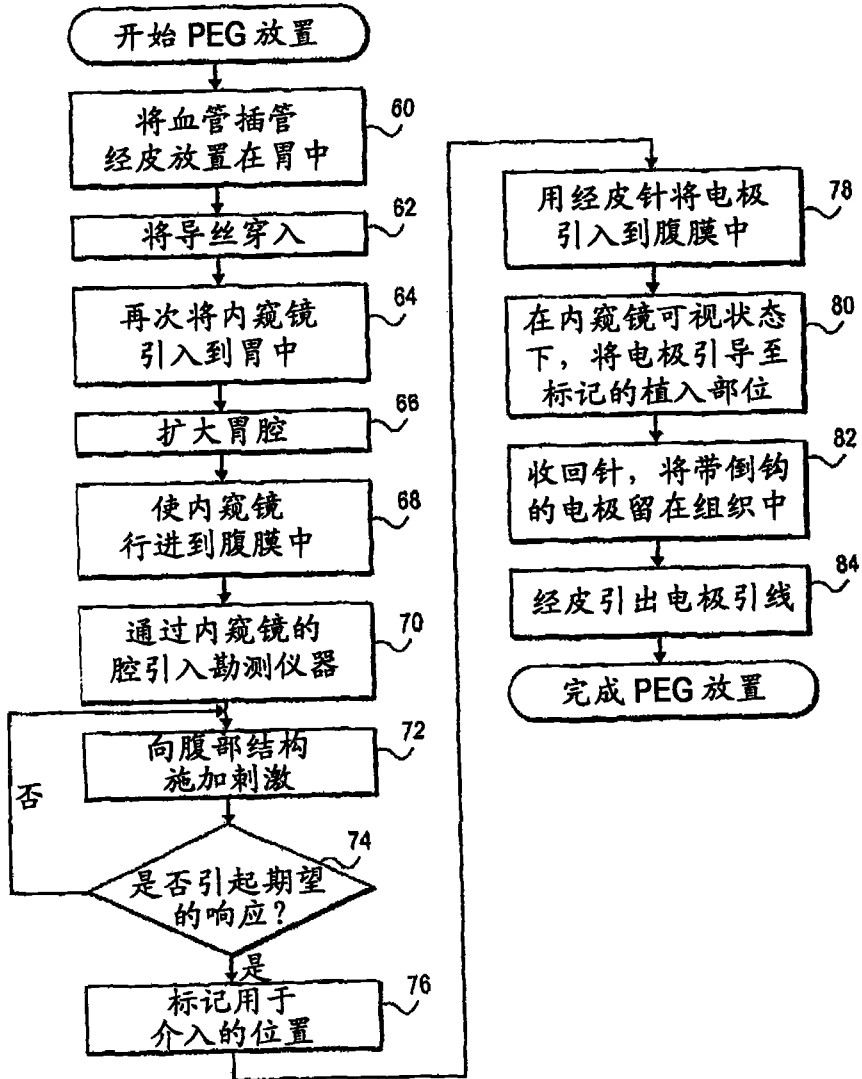 开始 PEG 放置
将血管插管
经皮放置在胃中
60
将导丝穿入
62
再次将内窥镜
引入到胃中
64
扩大胃腔
66
使内窥镜
行进到腹膜中
68
通过内窥镜的
腔引入勘测仪器
70
向腹部结构
施加刺激
72
否
是否引起期望
的响应?
74
是
标记用于
介入的位置
76
用经皮针将电极
引入到腹膜中
78
在内窥镜可视状态
下，将电极引导至
标记的植入部位
80
收回针，将带倒钩
的电极留在组织中
82
经皮引出电极引线
84
完成 PEG 放置